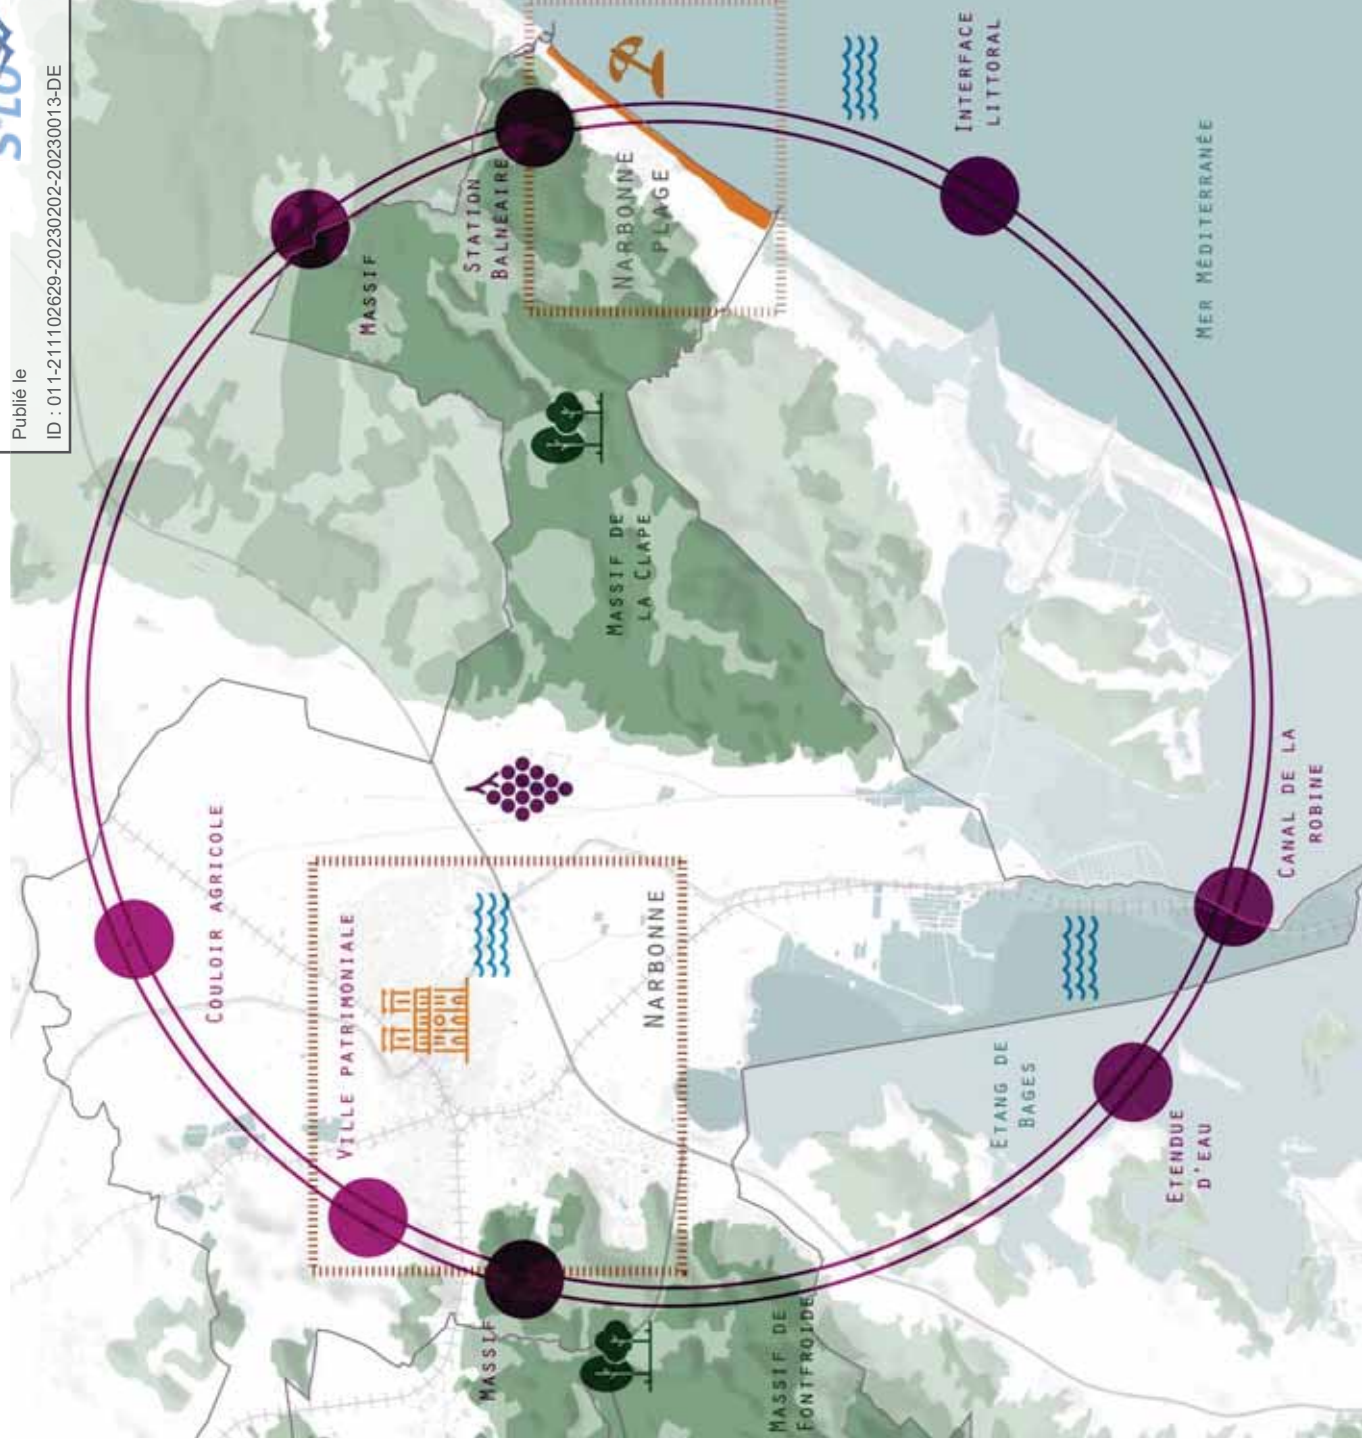 Publié le
ID : 011-211102629-20230202-20230013-DE
INTERFACE
LITTORAL
MER MÉDITERRANÉE
STATION
BALNÉAIRE
NARBONNE
PLAGE
MASSIF
MASSIF DE
LA CLAPE
COULOIR AGRICOLE
VILLE PATRIMONIALE
NARBONNE
CANAL DE LA
ROBINE
ETANG DE
BAGES
ETENDUE
D'EAU
MASSIF
MASSIF DE
FONTFROIDE